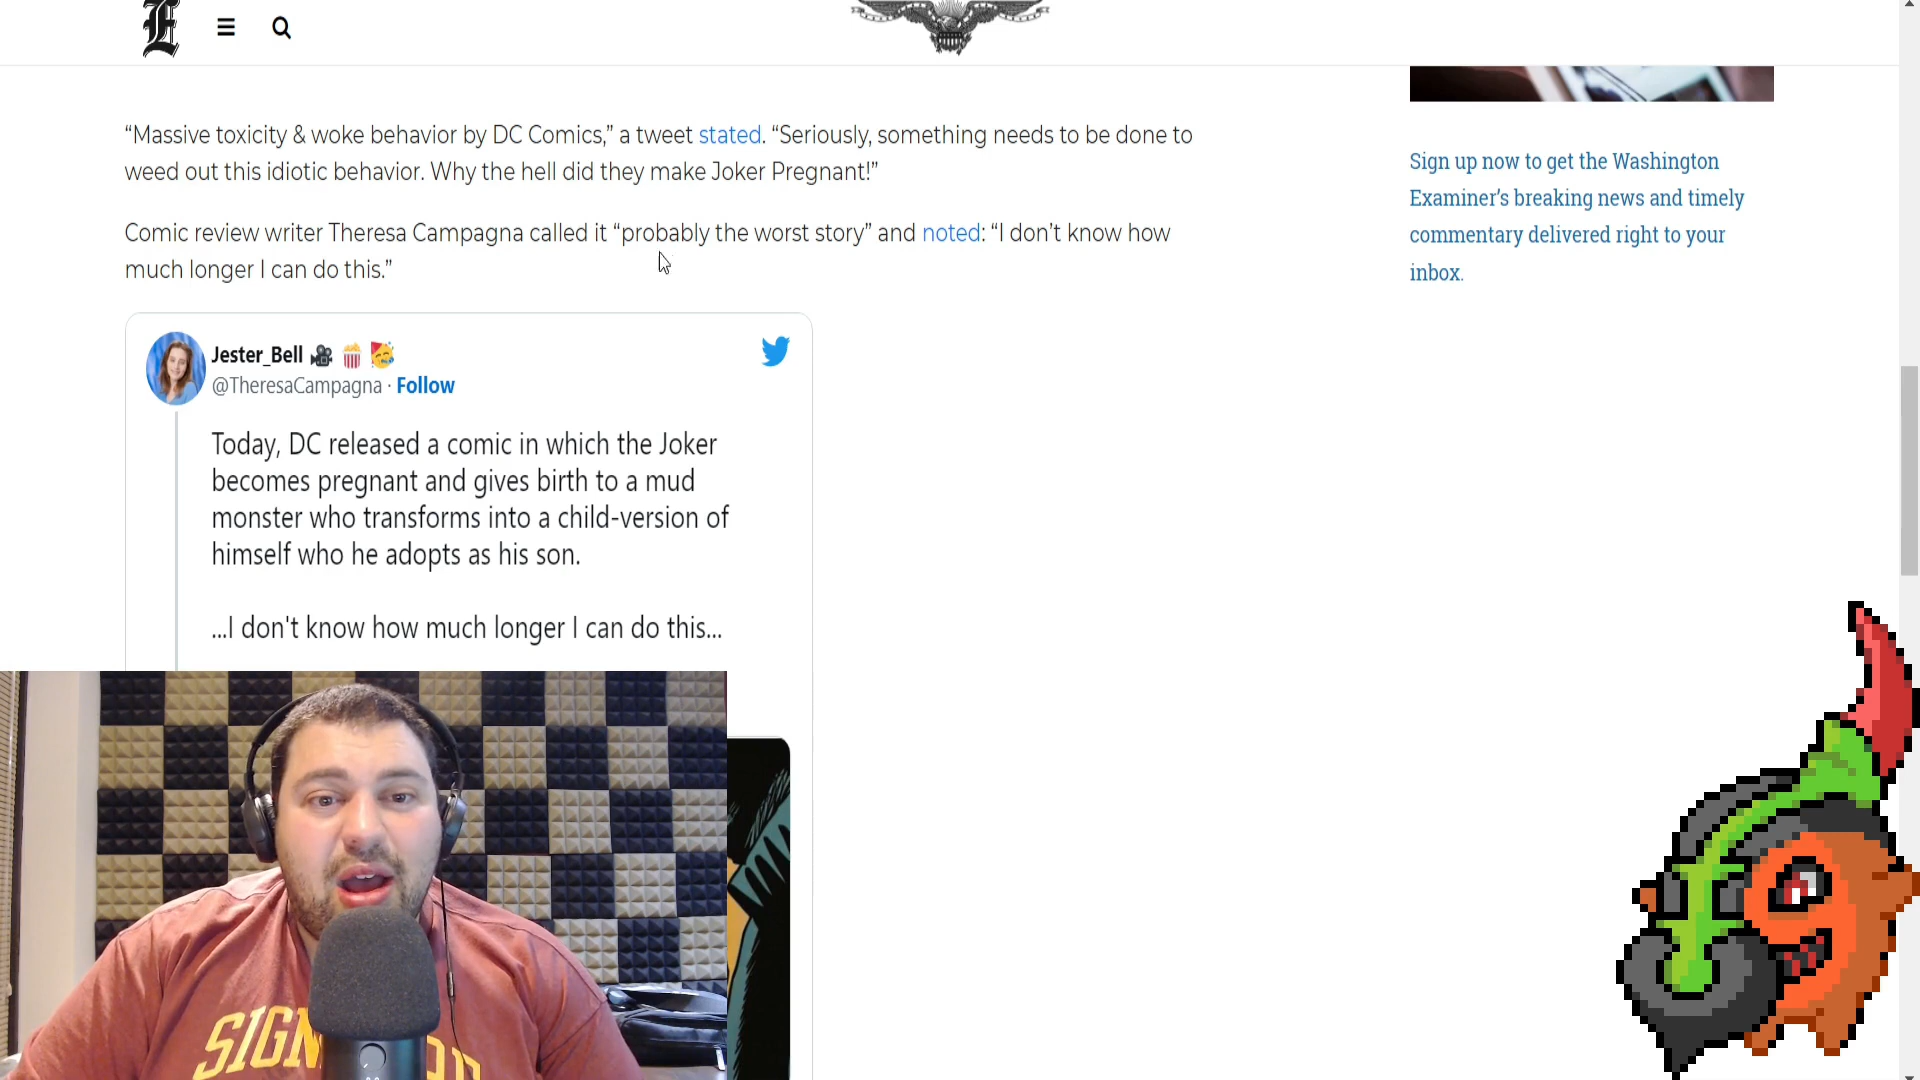 E
“Massive toxicity & woke behavior by DC Comics,” a tweet stated. “Seriously, something needs to be done to
weed out this idiotic behavior. Why the hell did they make Joker Pregnant!”
Comic review writer Theresa Campagna called it “probably the worst story” and noted: “I don’t know how
much longer I can do this.”
Sign up now to get the Washington
Examiner’s breaking news and timely
commentary delivered right to your
inbox.
Jester_Bell 🎥 🍿 🥳
@TheresaCampagna · Follow
Today, DC released a comic in which the Joker
becomes pregnant and gives birth to a mud
monster who transforms into a child-version of
himself who he adopts as his son.
...I don't know how much longer I can do this...